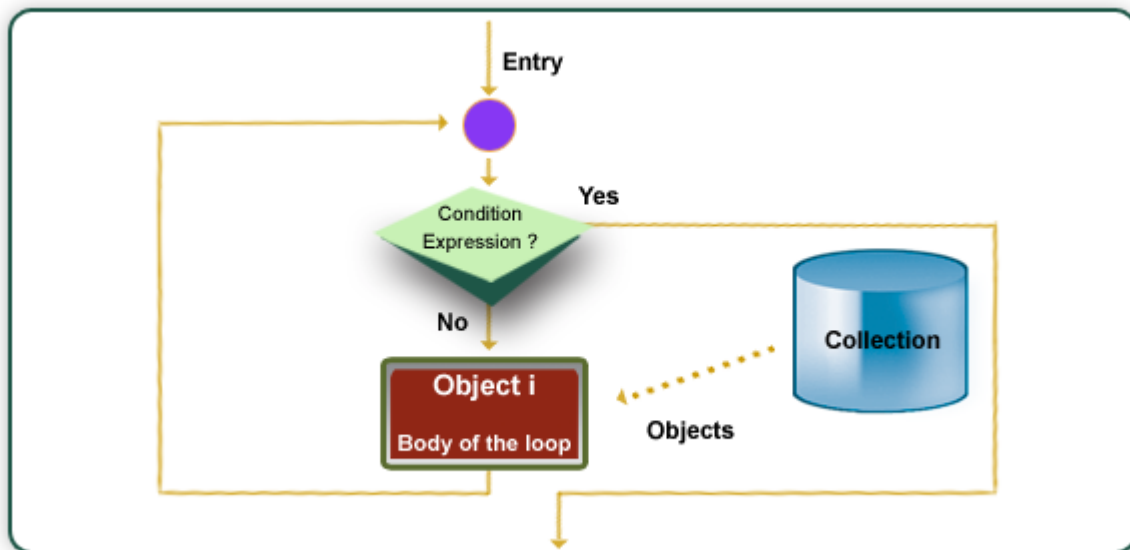 Entry
Yes
Condition
Expression ?
No
Collection
Object i
Body of the loop
Objects